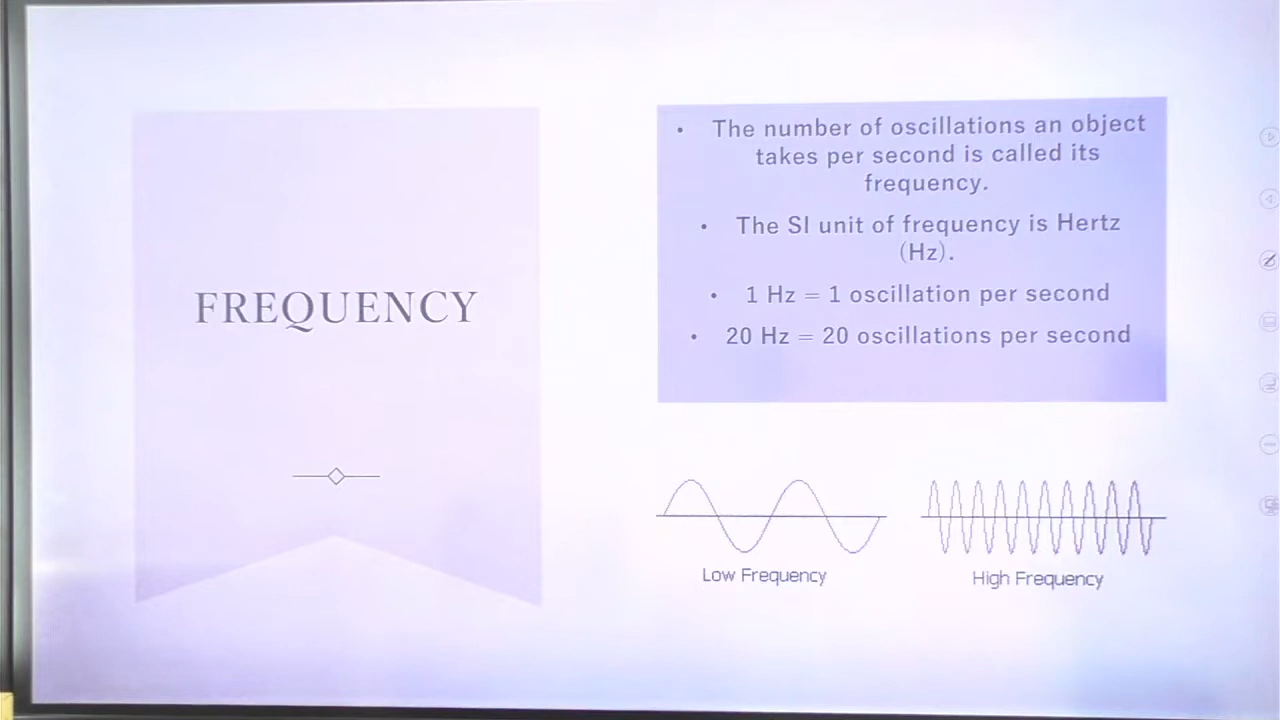 FREQUENCY
• The number of oscillations an object
takes per second is called its
frequency.
• The SI unit of frequency is Hertz
(Hz).
• 1 Hz = 1 oscillation per second
• 20 Hz = 20 oscillations per second
Low Frequency
High Frequency